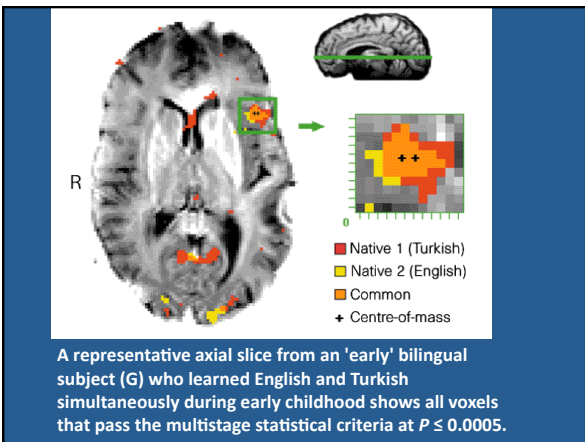 R
0
Native 1 (Turkish)
Native 2 (English)
Common
+ Centre-of-mass
A representative axial slice from an 'early' bilingual
subject (G) who learned English and Turkish
simultaneously during early childhood shows all voxels
that pass the multistage statistical criteria at P ≤ 0.0005.